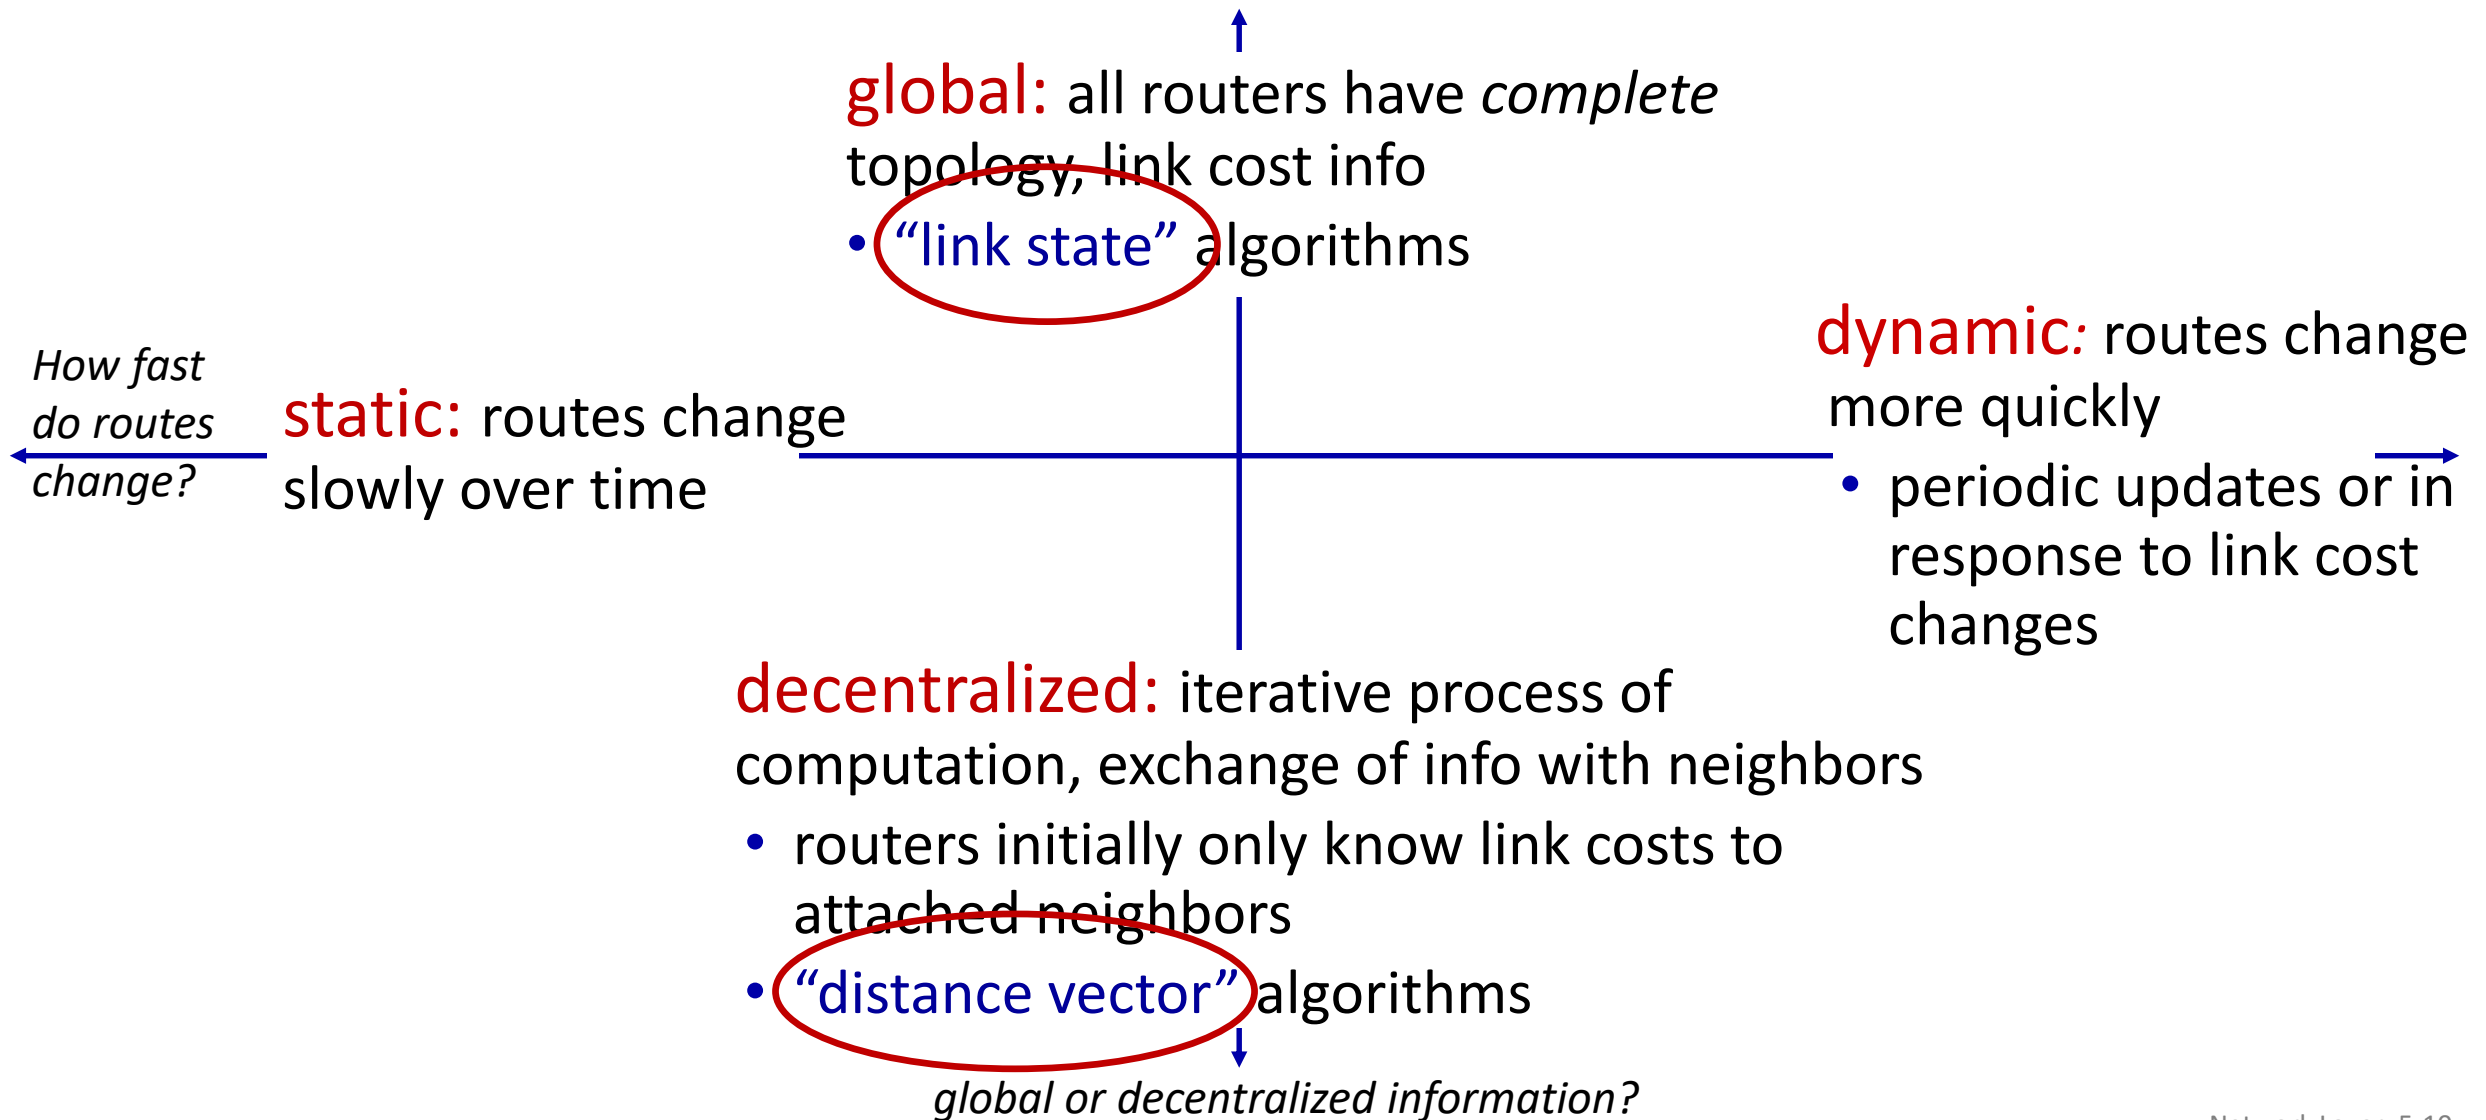 global: all routers have complete
topology, link cost info
• “link state” algorithms
How fast
do routes
change?
static: routes change
slowly over time
dynamic: routes change
more quickly
• periodic updates or in
response to link cost
changes
decentralized: iterative process of
computation, exchange of info with neighbors
• routers initially only know link costs to
attached neighbors
• “distance vector” algorithms
global or decentralized information?